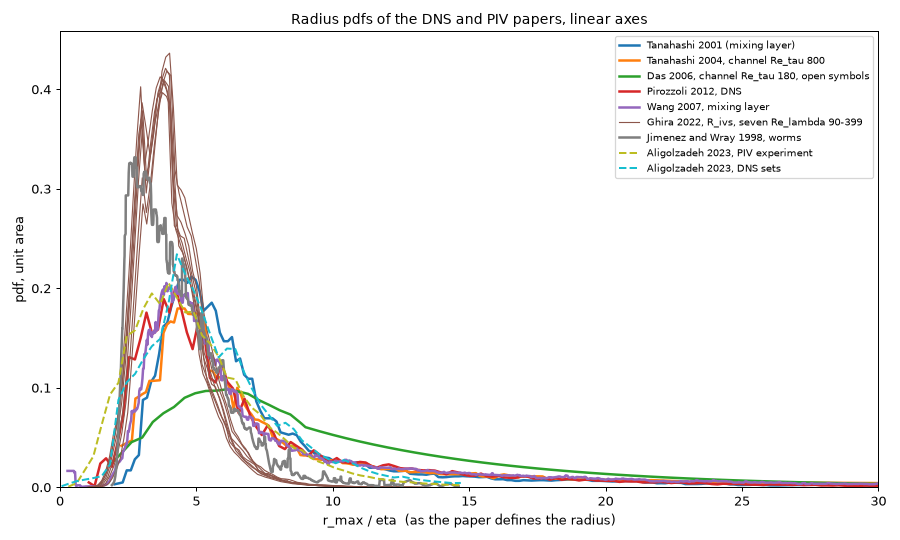 Radius pdfs of the DNS and PIV papers, linear axes
pdf, unit area
0.4
0.3
0.2
0.1
0.0
Tanahashi 2001 (mixing layer)
Tanahashi 2004, channel Re_tau 800
Das 2006, channel Re_tau 180, open symbols
Pirozzoli 2012, DNS
Wang 2007, mixing layer
Ghira 2022, R_ivs, seven Re_lambda 90-399
Jimenez and Wray 1998, worms
Aligolzadeh 2023, PIV experiment
Aligolzadeh 2023, DNS sets
0 5 10 15 20 25 30
r_max / eta (as the paper defines the radius)